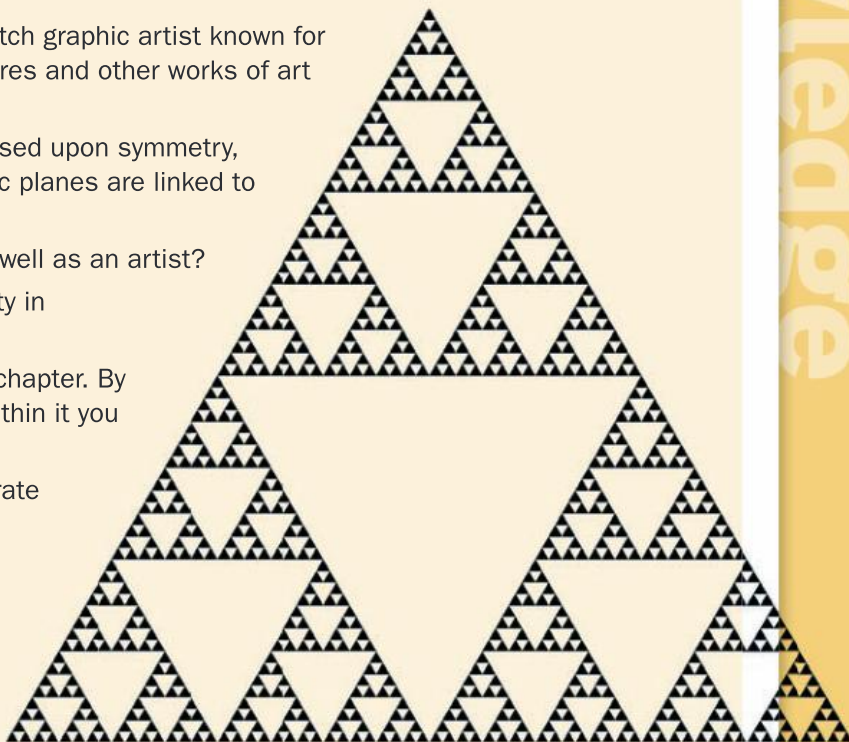 tch graphic artist known for
res and other works of art
sed upon symmetry,
c planes are linked to
well as an artist?
ty in
chapter. By
thin it you
rate
ledge